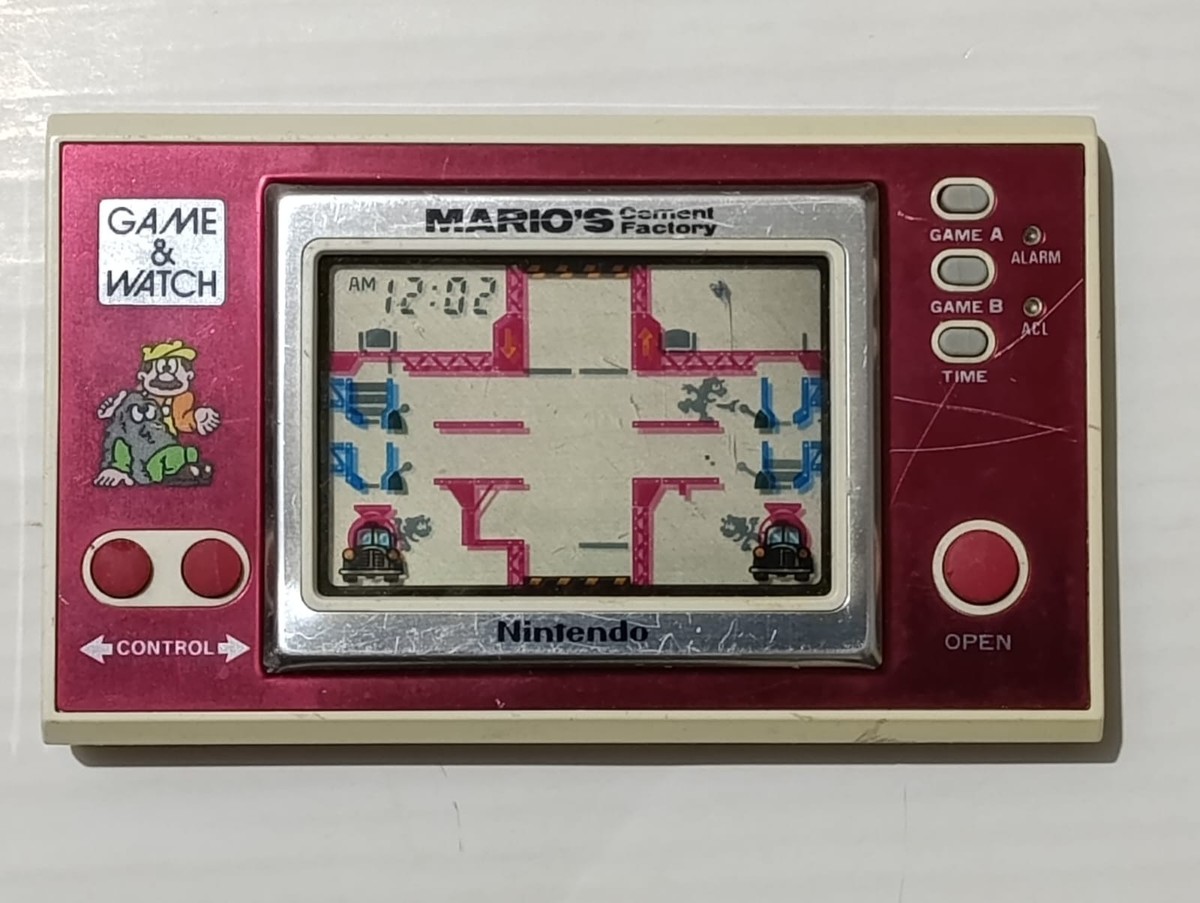 GAME
&
WATCH
MARIO'S Cement
Factory
AM 12:02
GAME A
ALARM
GAME B
ACL
TIME
CONTROL
OPEN
Nintendo